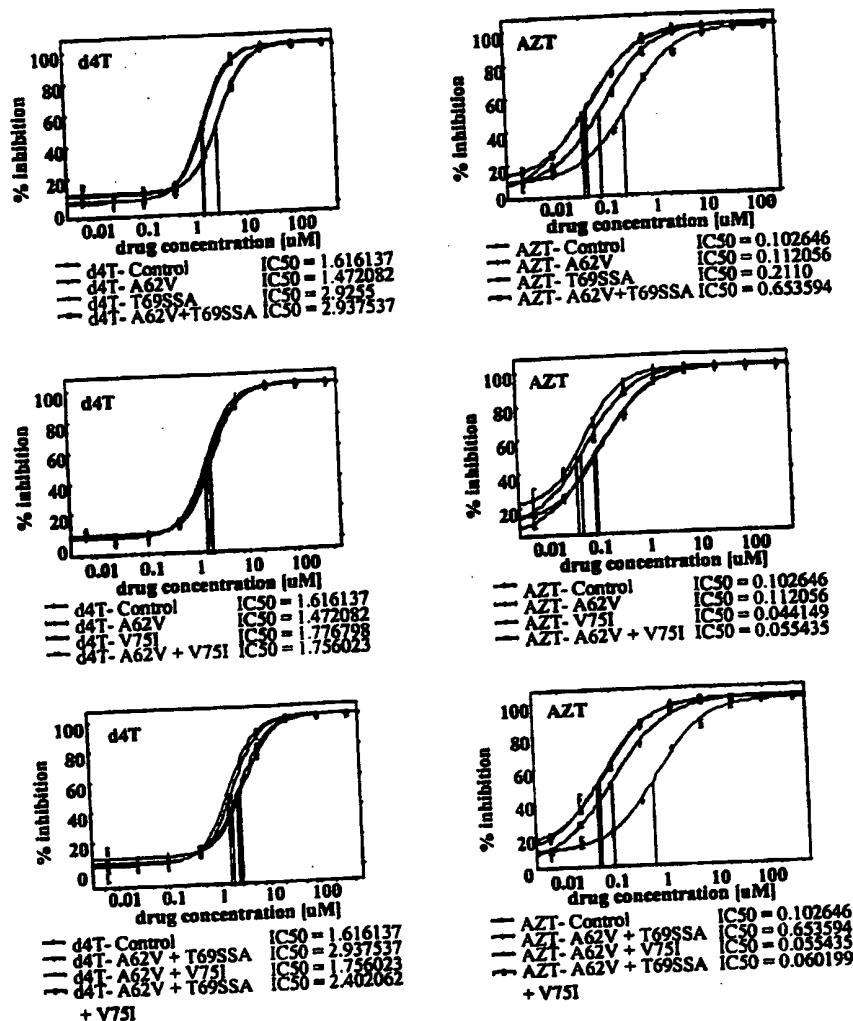 d4T
% inhibition
100
80
60
40
20
0
0.01 0.1 1 10 100
drug concentration [uM]
d4T- Control IC50 = 1.616137
d4T- A62V IC50 = 1.472082
d4T- T69SSA IC50 = 2.9255
d4T- A62V+T69SSA IC50 = 2.937537
AZT
% inhibition
100
80
60
40
20
0
0.01 0.1 1 10 100
drug concentration [uM]
AZT- Control IC50 = 0.102646
AZT- A62V IC50 = 0.112056
AZT- T69SSA IC50 = 0.2110
AZT- A62V+T69SSA IC50 = 0.653594
d4T
% inhibition
100
80
60
40
20
0
0.01 0.1 1 10 100
drug concentration [uM]
d4T- Control IC50 = 1.616137
d4T- A62V IC50 = 1.472082
d4T- V75I IC50 = 1.776798
d4T- A62V + V75I IC50 = 1.756023
AZT
% inhibition
100
80
60
40
20
0
0.01 0.1 1 10 100
drug concentration [uM]
AZT- Control IC50 = 0.102646
AZT- A62V IC50 = 0.112056
AZT- V75I IC50 = 0.044149
AZT- A62V + V75I IC50 = 0.055435
d4T
% inhibition
100
80
60
40
20
0
0.01 0.1 1 10 100
drug concentration [uM]
d4T- Control IC50 = 1.616137
d4T- A62V + T69SSA IC50 = 2.937537
d4T- A62V + V75I IC50 = 1.756023
d4T- A62V + T69SSA IC50 = 2.402062
+ V75I
AZT
% inhibition
100
80
60
40
20
0
0 0.01 0.1 1 10 100
drug concentration [uM]
AZT- Control IC50 = 0.102646
AZT- A62V + T69SSA IC50 = 0.653594
AZT- A62V + V75I IC50 = 0.055435
AZT- A62V + T69SSA IC50 = 0.060199
+ V75I